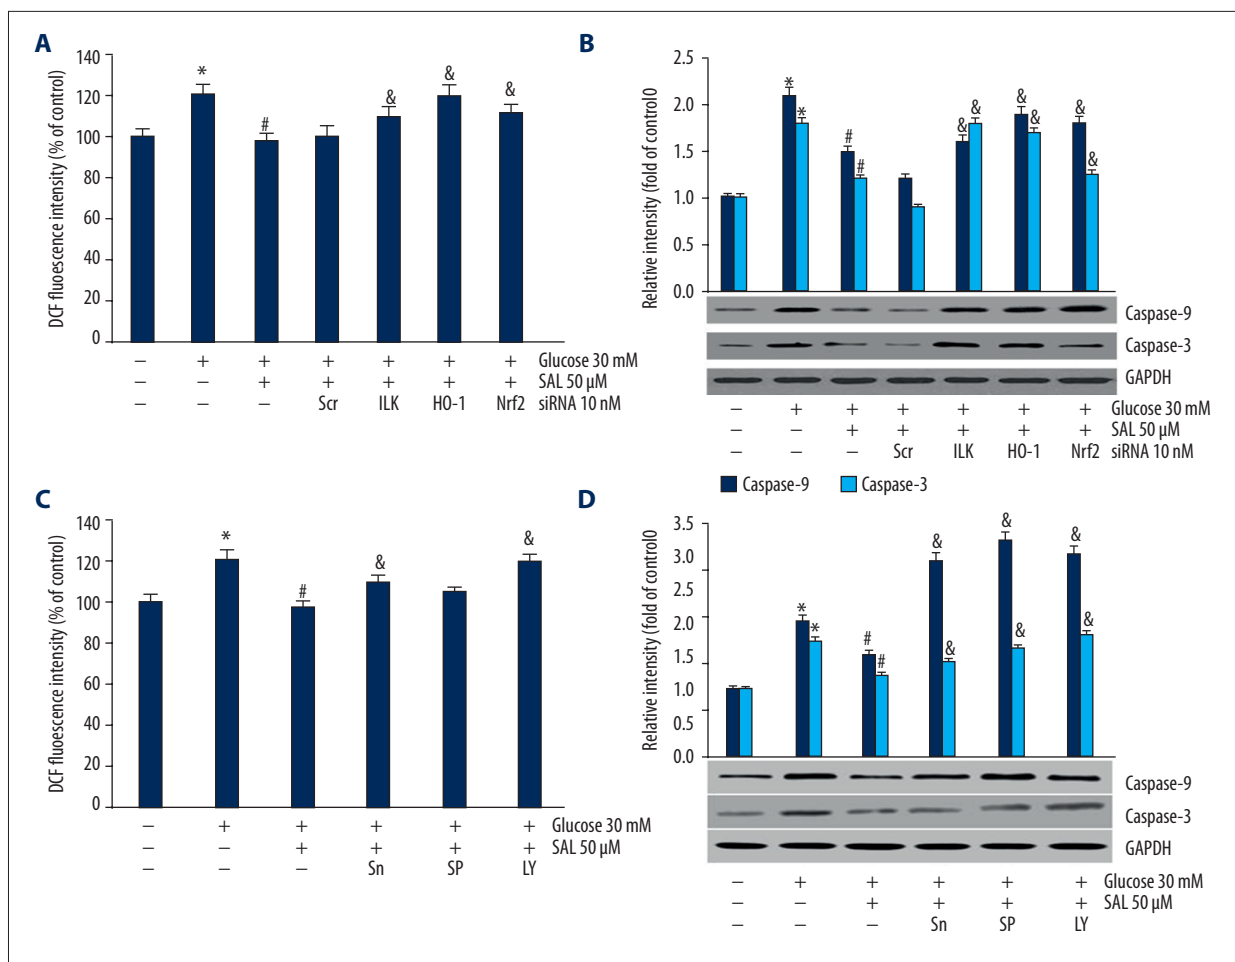 A
DCF fluoescence intensity (% of control)
140
120
100
80
60
40
20
0
*
#
&
&
&
– + + + + + + Glucose 30 mM
– – + + + + + SAL 50 µM
– – – Scr ILK HO-1 Nrf2 siRNA 10 nM
B
Relative intensity (fold of control0
2.5
2.0
1.5
1.0
0.5
0.0
* *
# #
& &
& &
& &
Caspase-9
Caspase-3
GAPDH
– + + + + + + Glucose 30 mM
– – + + + + + SAL 50 µM
– – – Scr ILK HO-1 Nrf2 siRNA 10 nM
Caspase-9 Caspase-3
C
DCF fluoescence intensity (% of control)
140
120
100
80
60
40
20
0
*
#
&
&
– + + + + + Glucose 30 mM
– – + + + + SAL 50 µM
– – – Sn SP LY
D
Relative intensity (fold of control0
3.5
3.0
2.0
1.5
1.0
0.5
0.0
* *
# #
& &
& &
& &
Caspase-9
Caspase-3
GAPDH
– + + + + + Glucose 30 mM
– – + + + + SAL 50 µM
– – – Sn SP LY